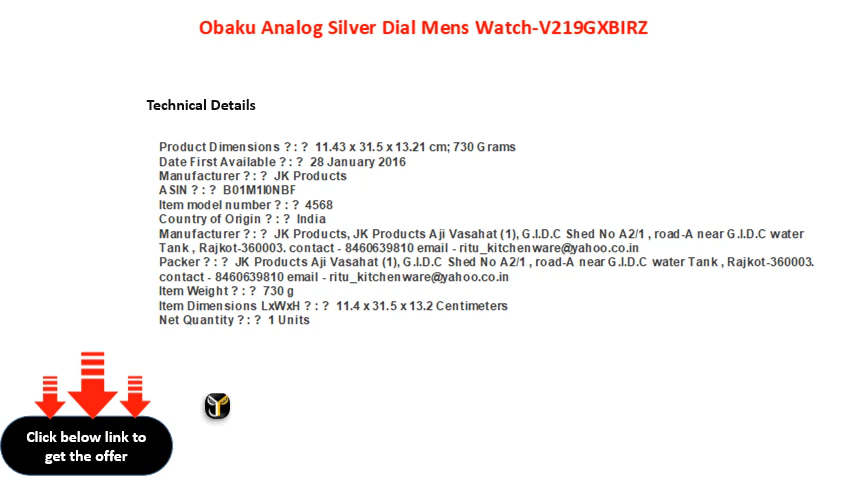 Obaku Analog Silver Dial Mens Watch-V219GXBIRZ
Technical Details
Product Dimensions ? : ? 11.43 x 31.5 x 13.21 cm; 730 Grams
Date First Available ? : ? 28 January 2016
Manufacturer ? : ? JK Products
ASIN ? : ? B01M1I0NBF
Item model number ? : ? 4568
Country of Origin ? : ? India
Manufacturer ? : ? JK Products, JK Products Aji Vasahat (1), G.I.D.C Shed No A2/1 , road-A near G.I.D.C water
Tank , Rajkot-360003. contact - 8460639810 email - ritu_kitchenware@yahoo.co.in
Packer ? : ? JK Products Aji Vasahat (1), G.I.D.C Shed No A2/1 , road-A near G.I.D.C water Tank , Rajkot-360003.
contact - 8460639810 email - ritu_kitchenware@yahoo.co.in
Item Weight ? : ? 730 g
Item Dimensions LxWxH ? : ? 11.4 x 31.5 x 13.2 Centimeters
Net Quantity ? : ? 1 Units
Click below link to
get the offer